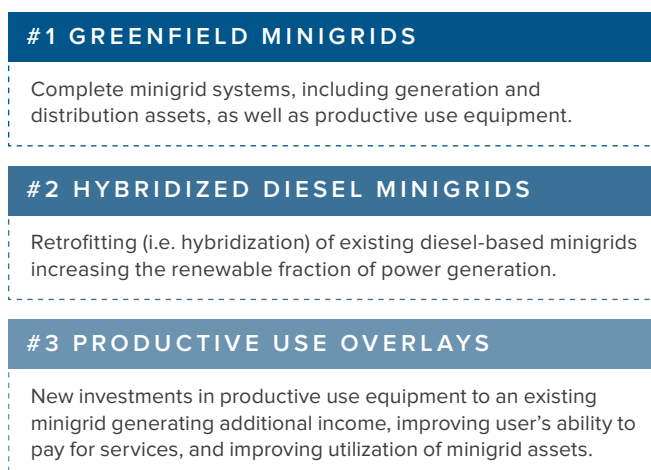 #1 GREENFIELD MINIGRIDS
Complete minigrid systems, including generation and
distribution assets, as well as productive use equipment.
#2 HYBRIDIZED DIESEL MINIGRIDS
Retrofitting (i.e. hybridization) of existing diesel-based minigrids
increasing the renewable fraction of power generation.
#3 PRODUCTIVE USE OVERLAYS
New investments in productive use equipment to an existing
minigrid generating additional income, improving user’s ability to
pay for services, and improving utilization of minigrid assets.